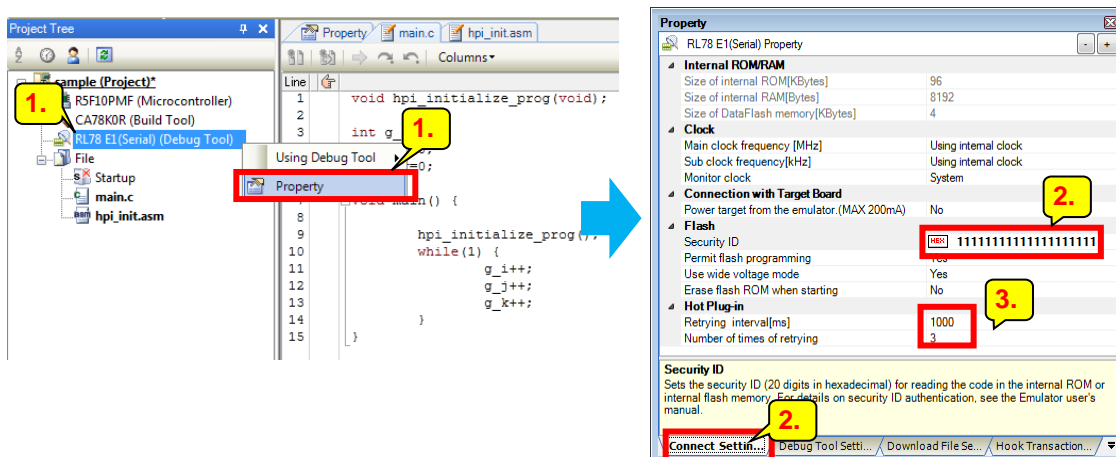 Project Tree
sample (Project)*
R5F10PMF (Microcontroller)
CA78K0R (Build Tool)
RL78 E1(Serial) (Debug Tool)
File
Startup
main.c
hpi_init.asm
1.
Using Debug Tool
Property
1.
Property
main.c
hpi_init.asm
Columns
Line
1 void hpi_initialize_prog(void);
2
3 int g_
=0;
7 void main() {
8
9 hpi_initialize_prog();
10 while(1) {
11 g_i++;
12 g_j++;
13 g_k++;
14 }
15 }
Property
RL78 E1(Serial) Property
- +
Internal ROM/RAM
Size of internal ROM[KBytes] 96
Size of internal RAM[Bytes] 8192
Size of DataFlash memory[KBytes] 4
Clock
Main clock frequency [MHz] Using internal clock
Sub clock frequency[kHz] Using internal clock
Monitor clock System
Connection with Target Board
Power target from the emulator.(MAX 200mA) No
2.
Flash
Security ID HEX 11111111111111111111
Permit flash programming Yes
Use wide voltage mode Yes
Erase flash ROM when starting No
3.
Hot Plug-in
Retrying interval[ms] 1000
Number of times of retrying 3
Security ID
Sets the security ID (20 digits in hexadecimal) for reading the code in the internal ROM or
internal flash memory. For details on security ID authentication, see the Emulator user's
manual.
2.
Connect Settin... Debug Tool Setti... Download File Se... Hook Transaction...